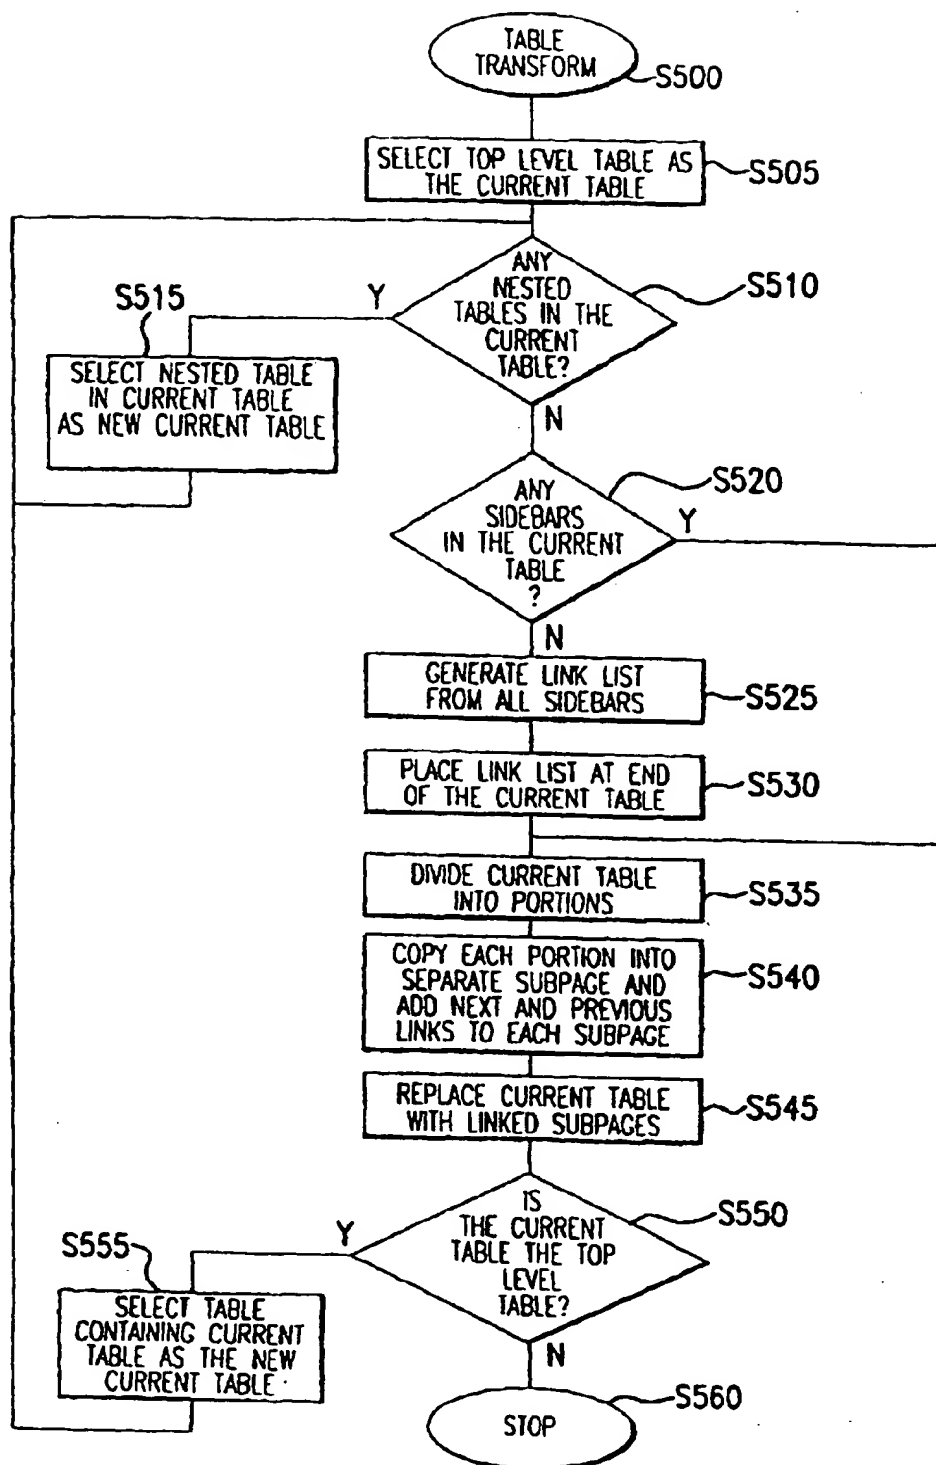 TABLE
TRANSFORM
S500
SELECT TOP LEVEL TABLE AS
THE CURRENT TABLE
S505
ANY
NESTED
TABLES IN THE
CURRENT
TABLE?
S510
Y
N
S515
SELECT NESTED TABLE
IN CURRENT TABLE
AS NEW CURRENT TABLE
ANY
SIDEBARS
IN THE CURRENT
TABLE
?
S520
Y
N
GENERATE LINK LIST
FROM ALL SIDEBARS
S525
PLACE LINK LIST AT END
OF THE CURRENT TABLE
S530
DIVIDE CURRENT TABLE
INTO PORTIONS
S535
COPY EACH PORTION INTO
SEPARATE SUBPAGE AND
ADD NEXT AND PREVIOUS
LINKS TO EACH SUBPAGE
S540
REPLACE CURRENT TABLE
WITH LINKED SUBPAGES
S545
IS
THE CURRENT
TABLE THE TOP
LEVEL
TABLE?
S550
Y
N
S555
SELECT TABLE
CONTAINING CURRENT
TABLE AS THE NEW
CURRENT TABLE
STOP
S560